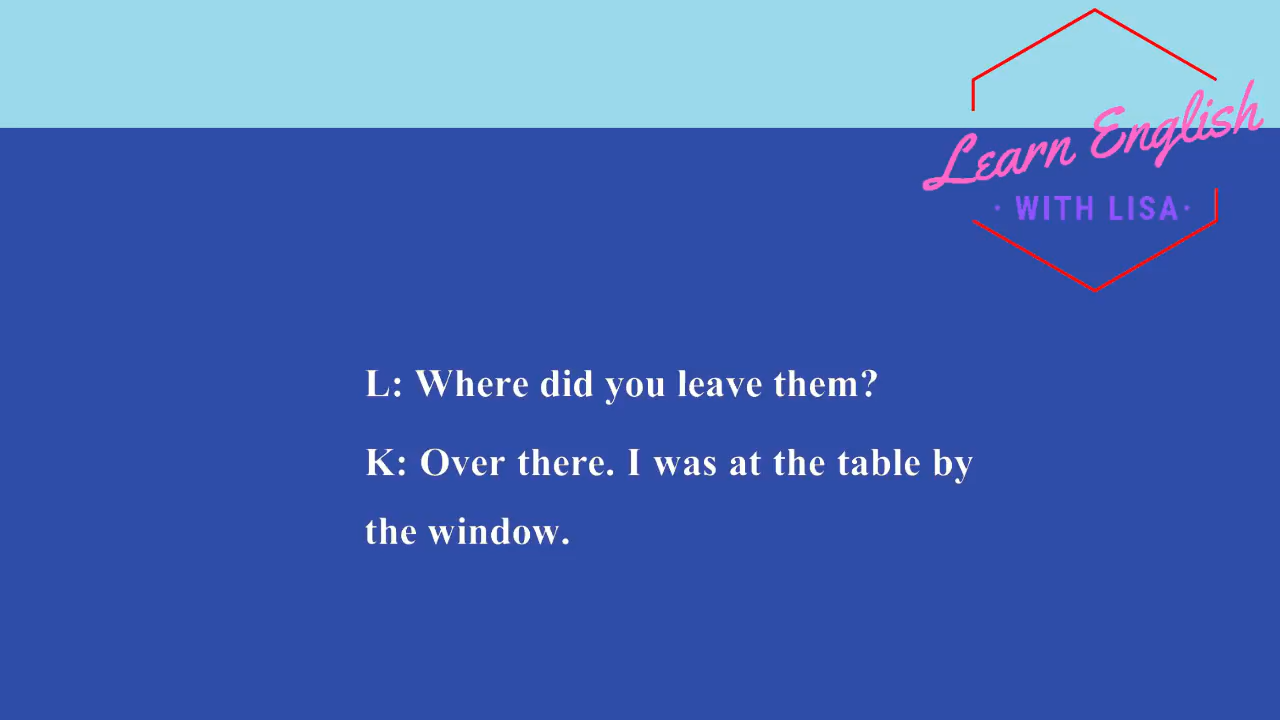 Learn English
· WITH LISA·
L: Where did you leave them?
K: Over there. I was at the table by
the window.